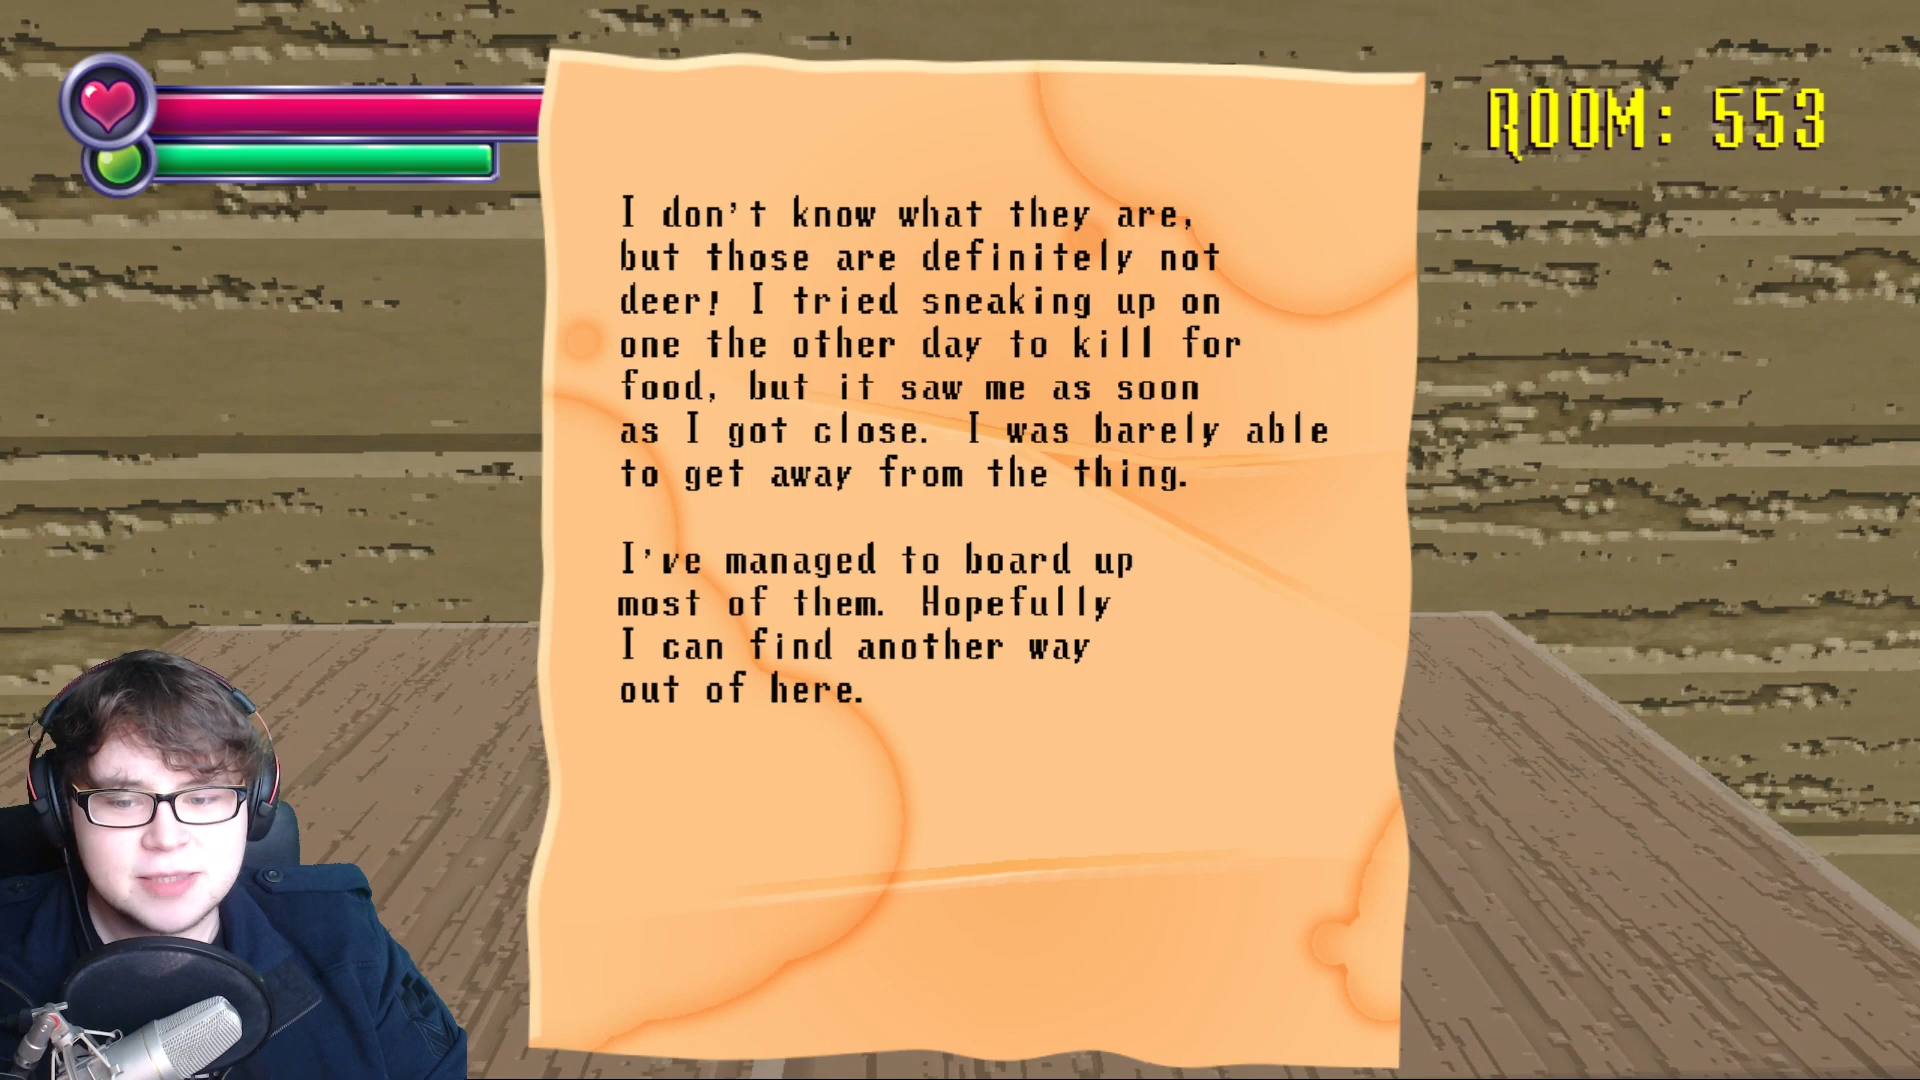 ROOM: 553
I don't know what they are,
but those are definitely not
deer! I tried sneaking up on
one the other day to kill for
food, but it saw me as soon
as I got close. I was barely able
to get away from the thing.
I've managed to board up
most of them. Hopefully
I can find another way
out of here.